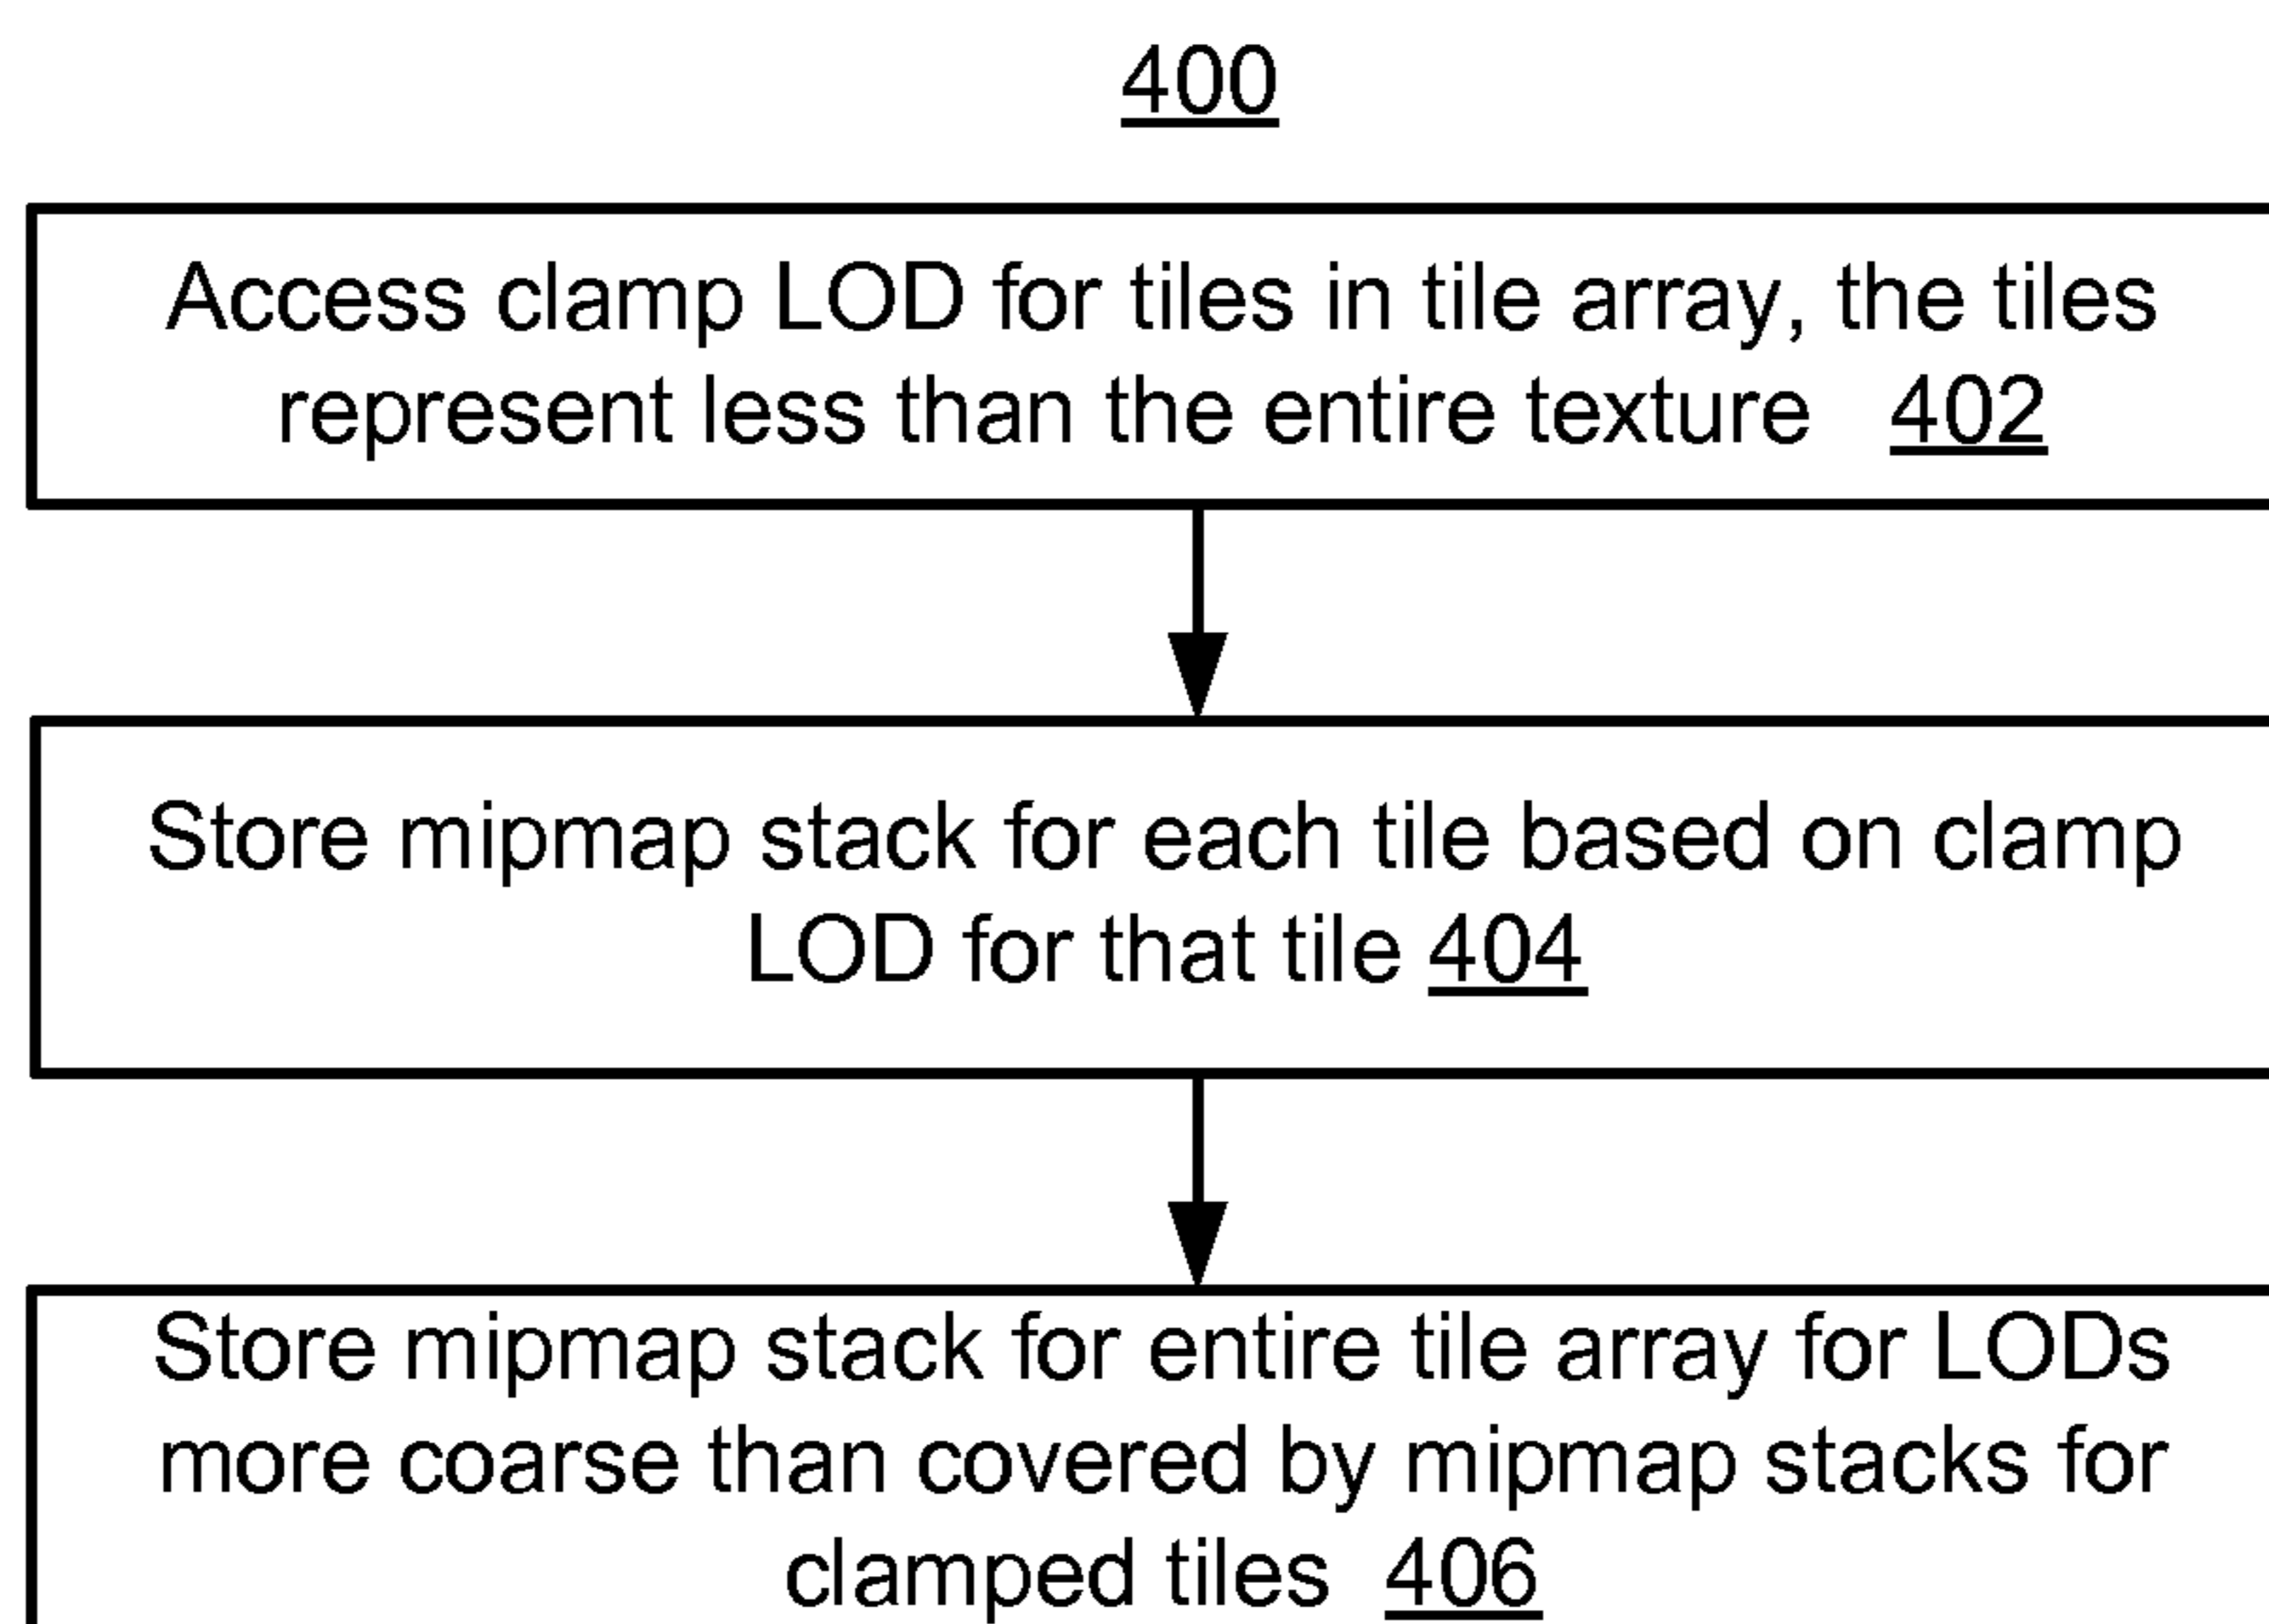 400
Access clamp LOD for tiles in tile array, the tiles
represent less than the entire texture 402
Store mipmap stack for each tile based on clamp
LOD for that tile 404
Store mipmap stack for entire tile array for LODs
more coarse than covered by mipmap stacks for
clamped tiles 406